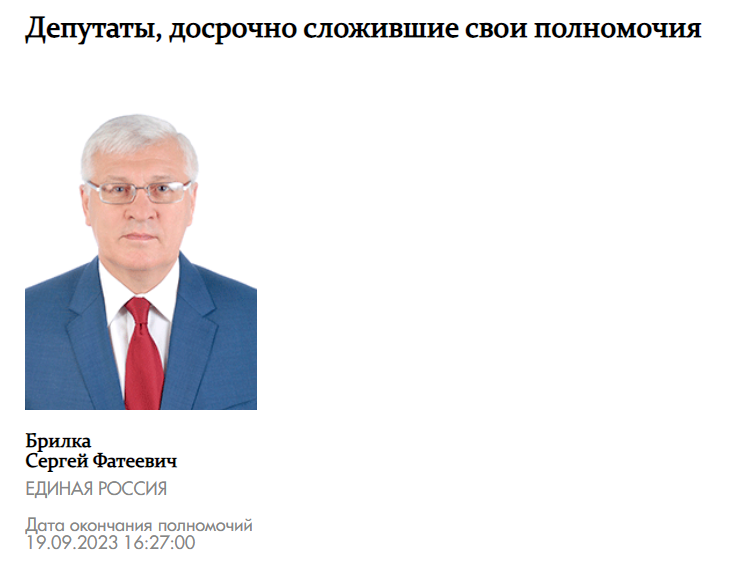 Депутаты, досрочно сложившие свои полномочия
Брилка
Сергей Фатеевич
ЕДИНАЯ РОССИЯ
Дата окончания полномочий
19.09.2023 16:27:00